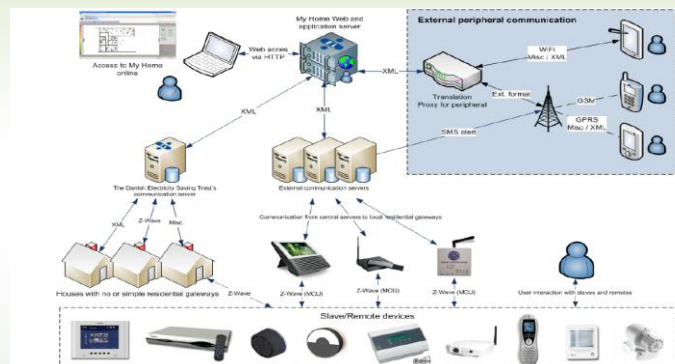 My Home Web and
application server
External peripheral communication
Access to My Home
online
Web acces
via HTTP
XML
WiFi
Misc / XML
Translation
Proxy for peripheral
Ext. format
GSM
GPRS
Misc / XML
XML
XML
SMS alert
The Danish Electricity Saving Trust's
communication server
External communication servers
Communication from central servers to local residential gateways
XML
Z-Wave
Misc.
Houses with no or simple residential gateways
Z-Wave
Z-Wave (MCU)
Z-Wave (MCU)
Z-Wave (MCU)
User interaction with slaves and remotes
Slave/Remote devices